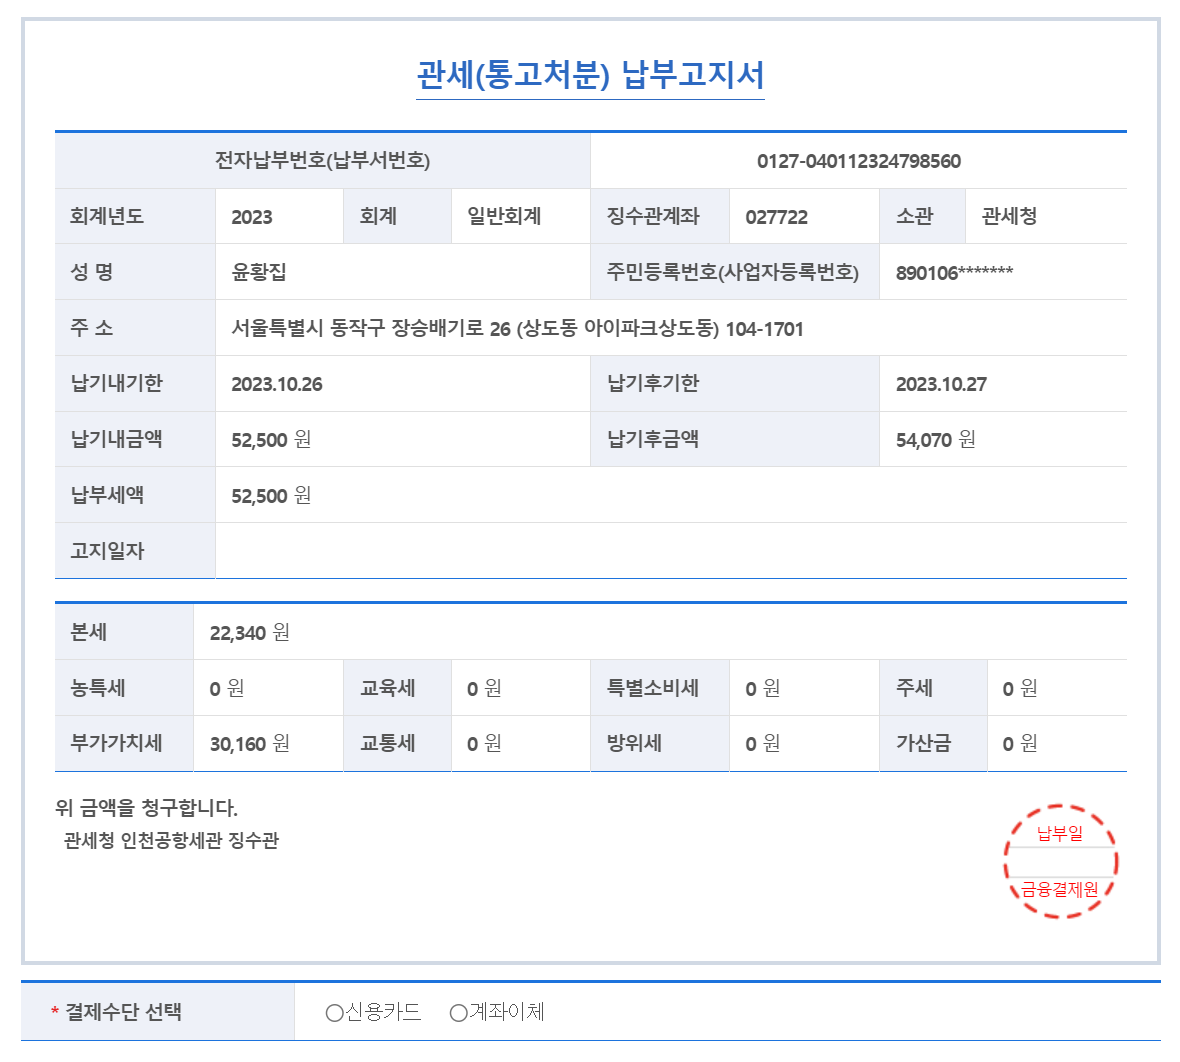 관세(통고처분) 납부고지서
전자납부번호(납부서번호) 0127-040112324798560
회계년도 2023 회계 일반회계 징수관계좌 027722 소관 관세청
성 명 윤황집 주민등록번호(사업자등록번호) 890106*******
주 소 서울특별시 동작구 장승배기로 26 (상도동 아이파크상도동) 104-1701
납기내기한 2023.10.26 납기후기한 2023.10.27
납기내금액 52,500 원 납기후금액 54,070 원
납부세액 52,500 원
고지일자
본세 22,340 원
농특세 0 원 교육세 0 원 특별소비세 0 원 주세 0 원
부가가치세 30,160 원 교통세 0 원 방위세 0 원 가산금 0 원
위 금액을 청구합니다.
관세청 인천공항세관 징수관
납부일
금융결제원
* 결제수단 선택 신용카드 계좌이체